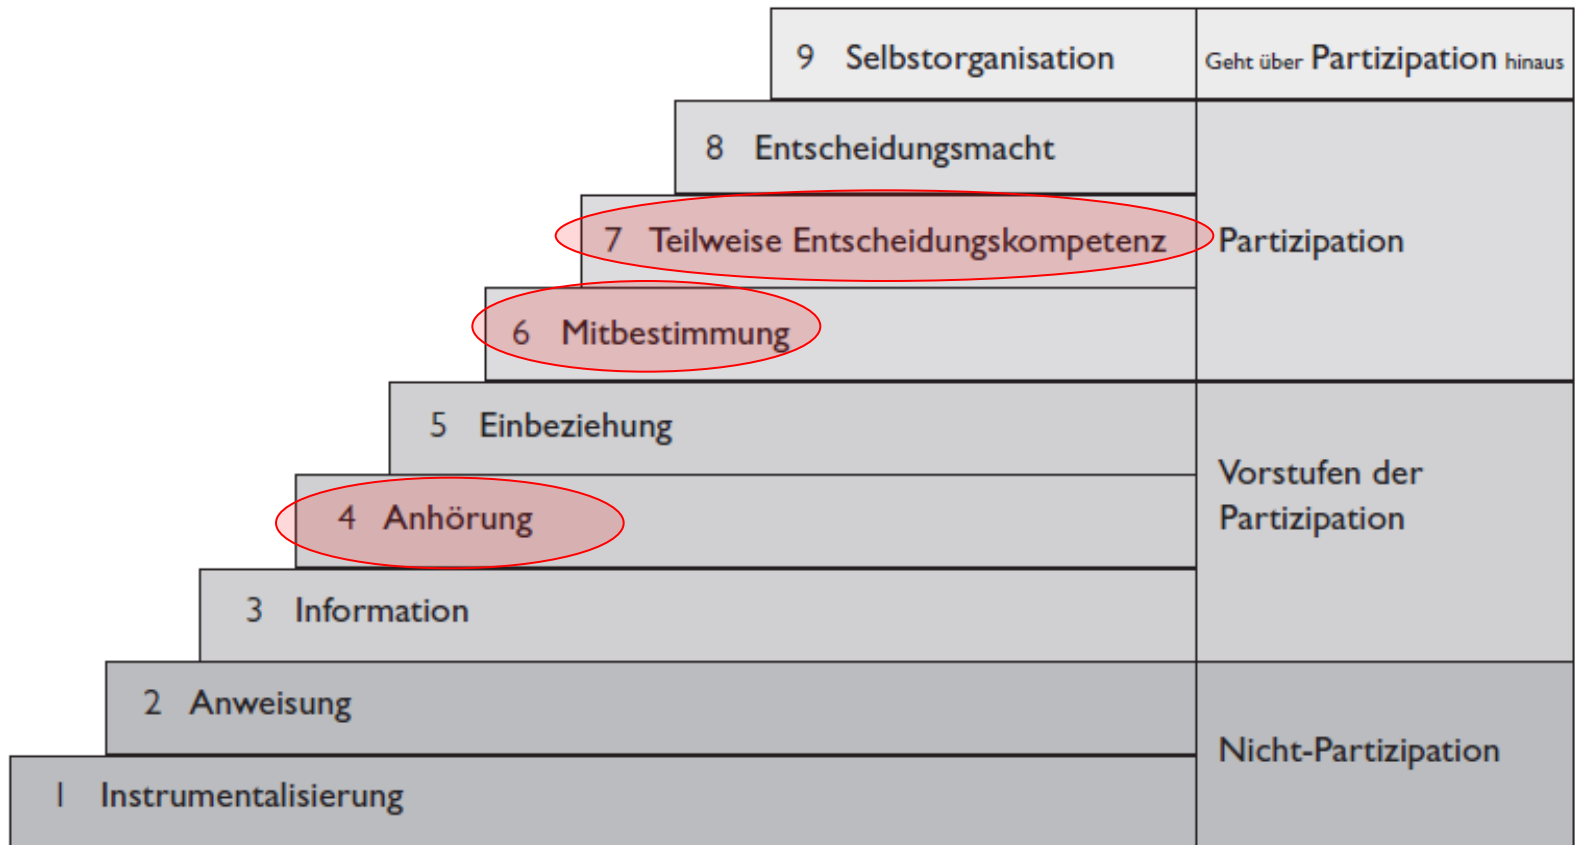 9 Selbstorganisation
Geht über Partizipation hinaus
8 Entscheidungsmacht
7 Teilweise Entscheidungskompetenz
Partizipation
6 Mitbestimmung
5 Einbeziehung
Vorstufen der
Partizipation
4 Anhörung
3 Information
2 Anweisung
Nicht-Partizipation
1 Instrumentalisierung